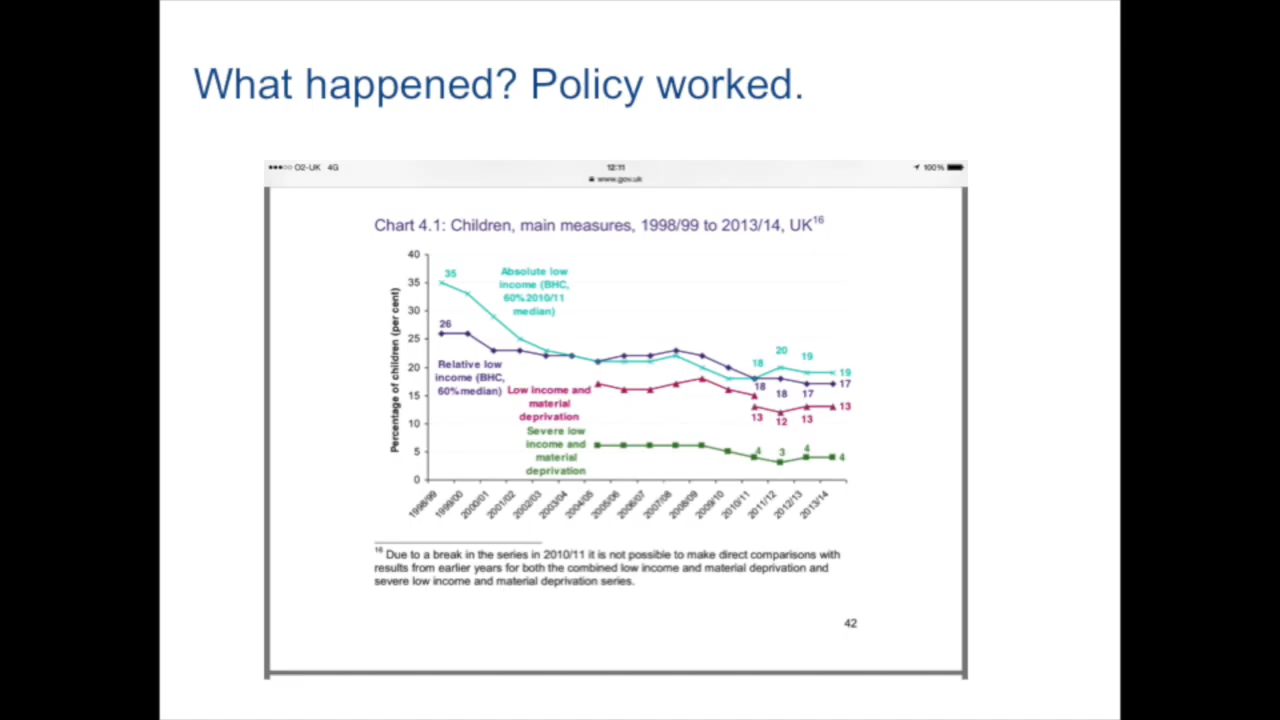 What happened? Policy worked.
O2-UK 4G
12:11
100%
www.gov.uk
Chart 4.1: Children, main measures, 1998/99 to 2013/14, UK16
Percentage of children (per cent)
40
35
30
25
20
15
10
5
0
35
26
Absolute low
income (BHC,
60%2010/11
median)
Relative low
income (BHC,
60%median)
Low income and
material
deprivation
Severe low
income and
material
deprivation
18
20
19
19
18
18
17
17
13
12
13
13
4
3
4
4
1998/99
1999/00
2000/01
2001/02
2002/03
2003/04
2004/05
2005/06
2006/07
2007/08
2008/09
2009/10
2010/11
2011/12
2012/13
2013/14
16 Due to a break in the series in 2010/11 it is not possible to make direct comparisons with
results from earlier years for both the combined low income and material deprivation and
severe low income and material deprivation series.
42